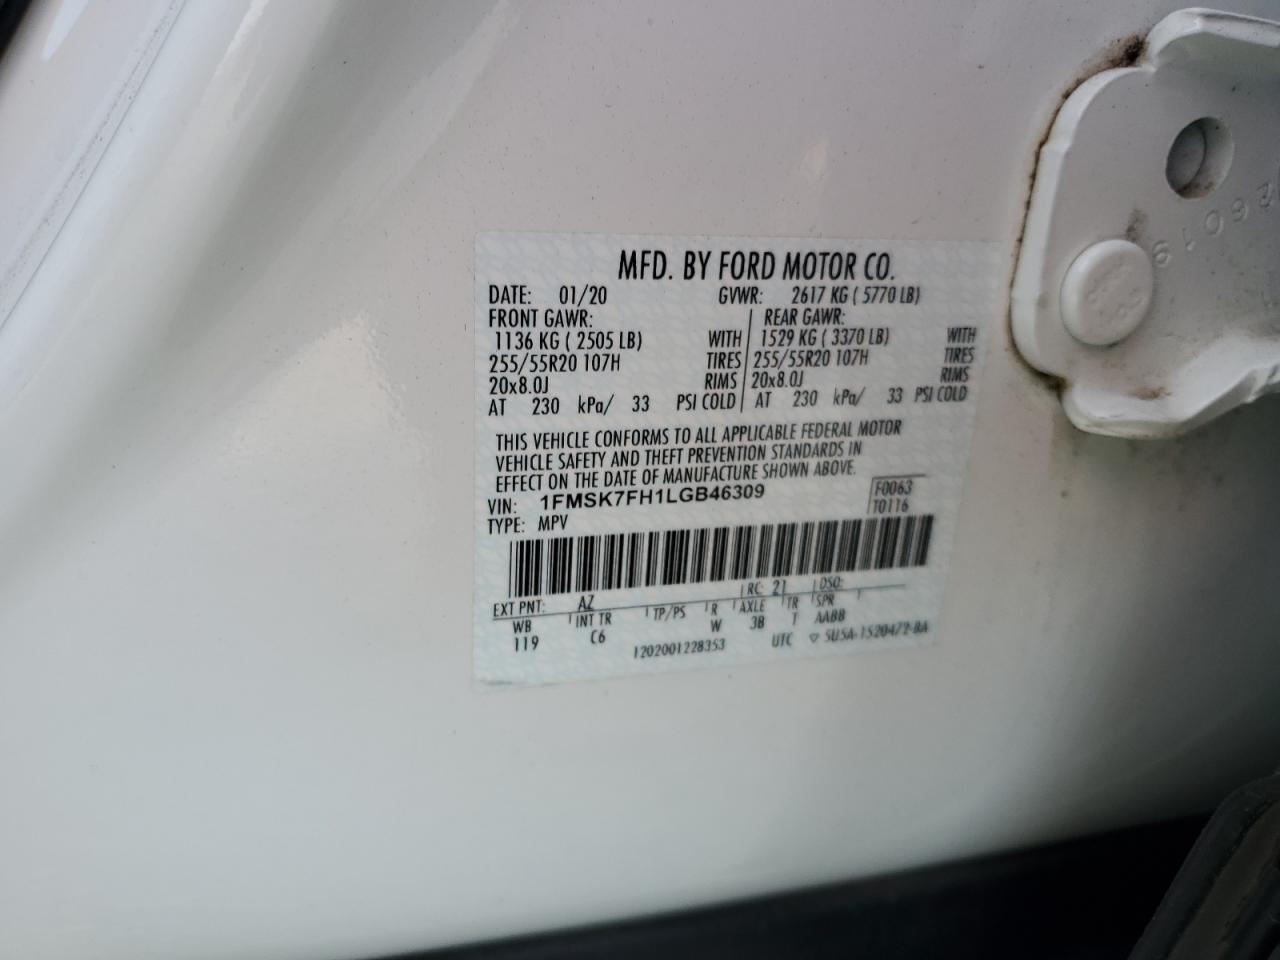 MFD. BY FORD MOTOR CO.
DATE: 01/20 GVWR: 2617 KG ( 5770 LB)
FRONT GAWR: REAR GAWR:
1136 KG ( 2505 LB) WITH 1529 KG ( 3370 LB) WITH
255/55R20 107H TIRES 255/55R20 107H TIRES
20x8.0J RIMS 20x8.0J RIMS
AT 230 kPa/ 33 PSI COLD AT 230 kPa/ 33 PSI COLD
THIS VEHICLE CONFORMS TO ALL APPLICABLE FEDERAL MOTOR
VEHICLE SAFETY AND THEFT PREVENTION STANDARDS IN
EFFECT ON THE DATE OF MANUFACTURE SHOWN ABOVE.
VIN: 1FMSK7FH1LGB46309 F0063
TYPE: MPV T0116
EXT PNT: AZ RC: 21 DSO:
WB INT TR TP/PS R AXLE TR SPR
119 C6 W 3B T AABB
1202001228353 UTC ▽ 5U5A-1520472-BA